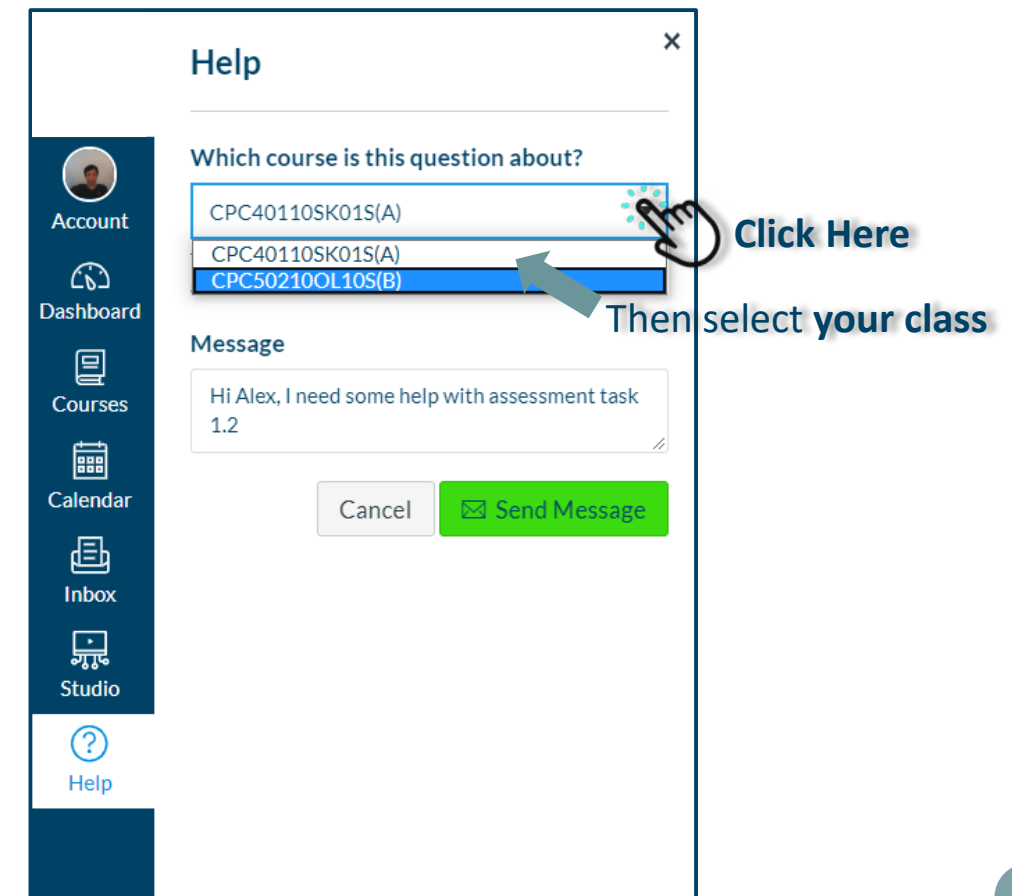 Help
×
Which course is this question about?
CPC40110SK01S(A)
CPC40110SK01S(A)
CPC50210OL10S(B)
Click Here
Then select your class
Message
Hi Alex, I need some help with assessment task
1.2
Cancel
Send Message
Account
Dashboard
Courses
Calendar
Inbox
Studio
?
Help